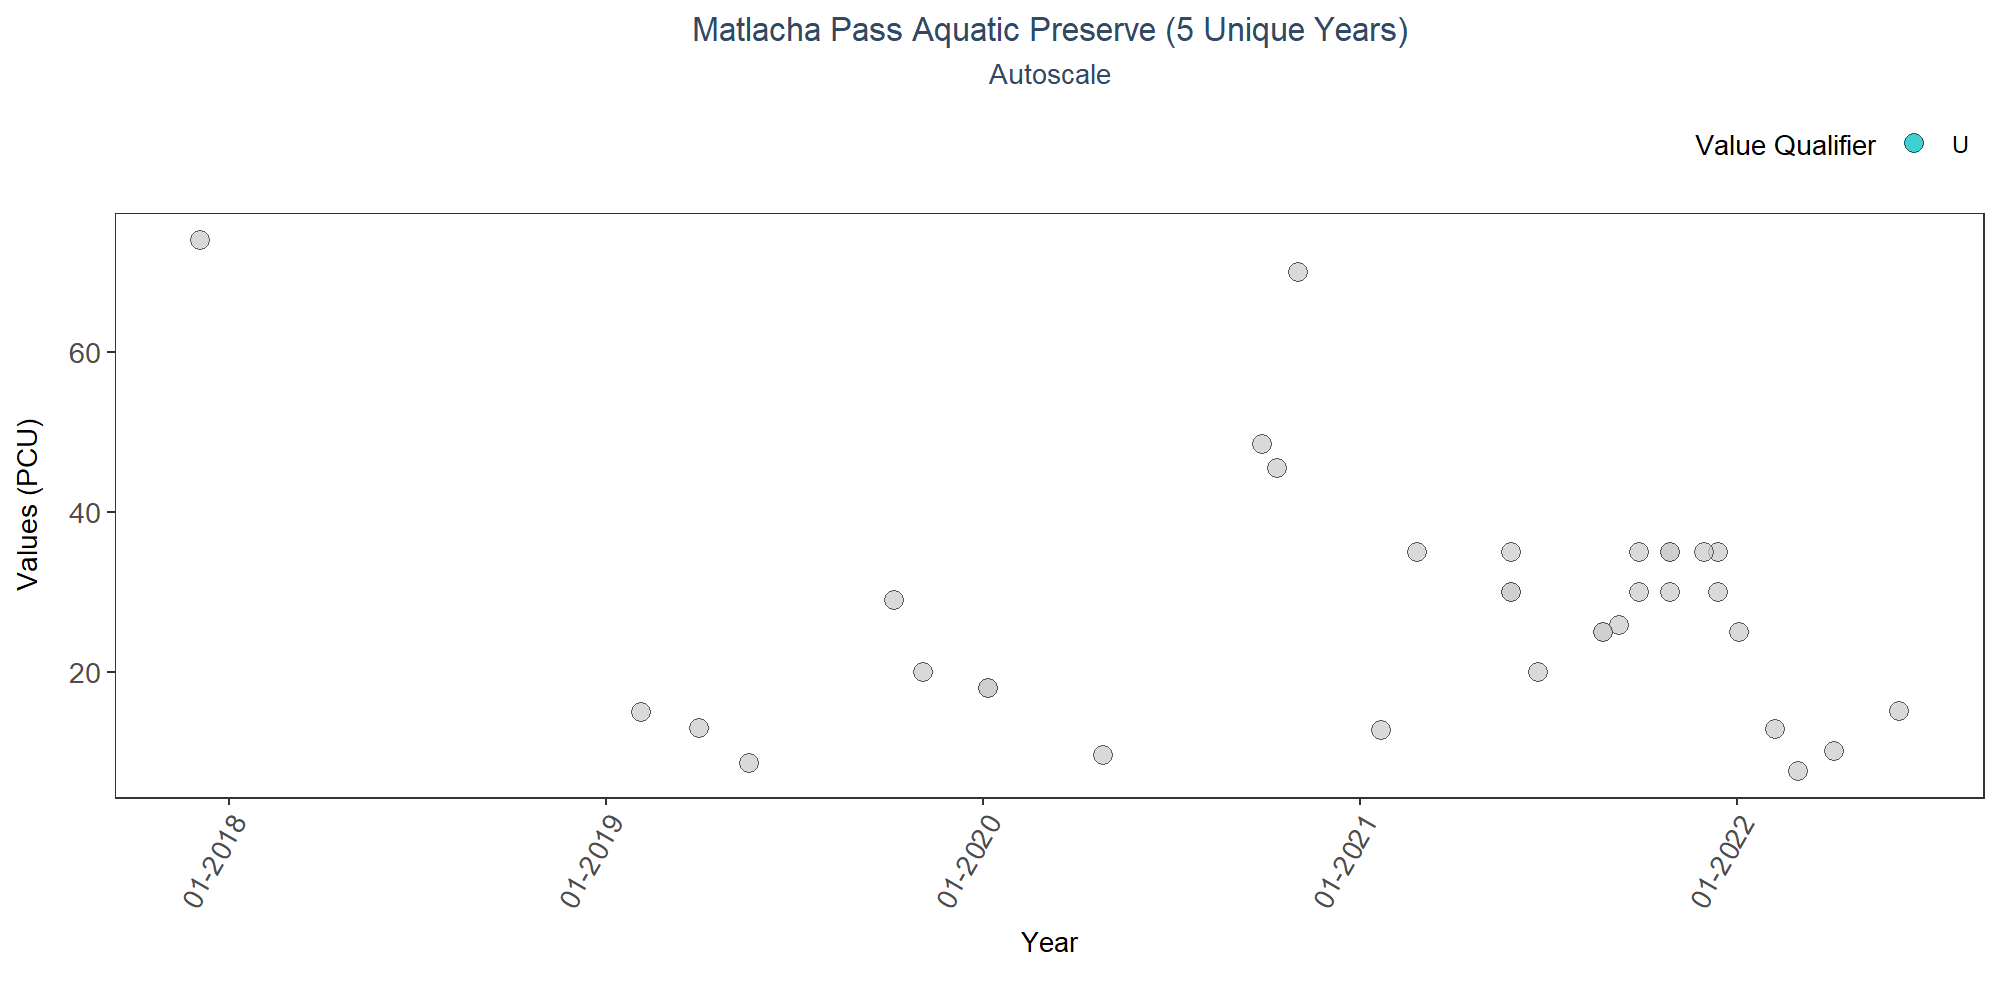 Matlacha Pass Aquatic Preserve (5 Unique Years)
Autoscale
Value Qualifier U
Values (PCU)
60
40
20
01-2018
01-2019
01-2020
01-2021
01-2022
Year